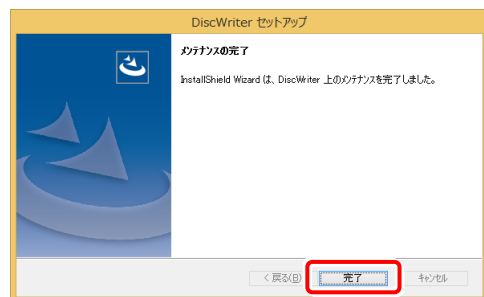 DiscWriter セットアップ
メンテナンスの完了
InstallShield Wizard は、DiscWriter 上のメンテナンスを完了しました。
< 戻る(B)
完了
キャンセル